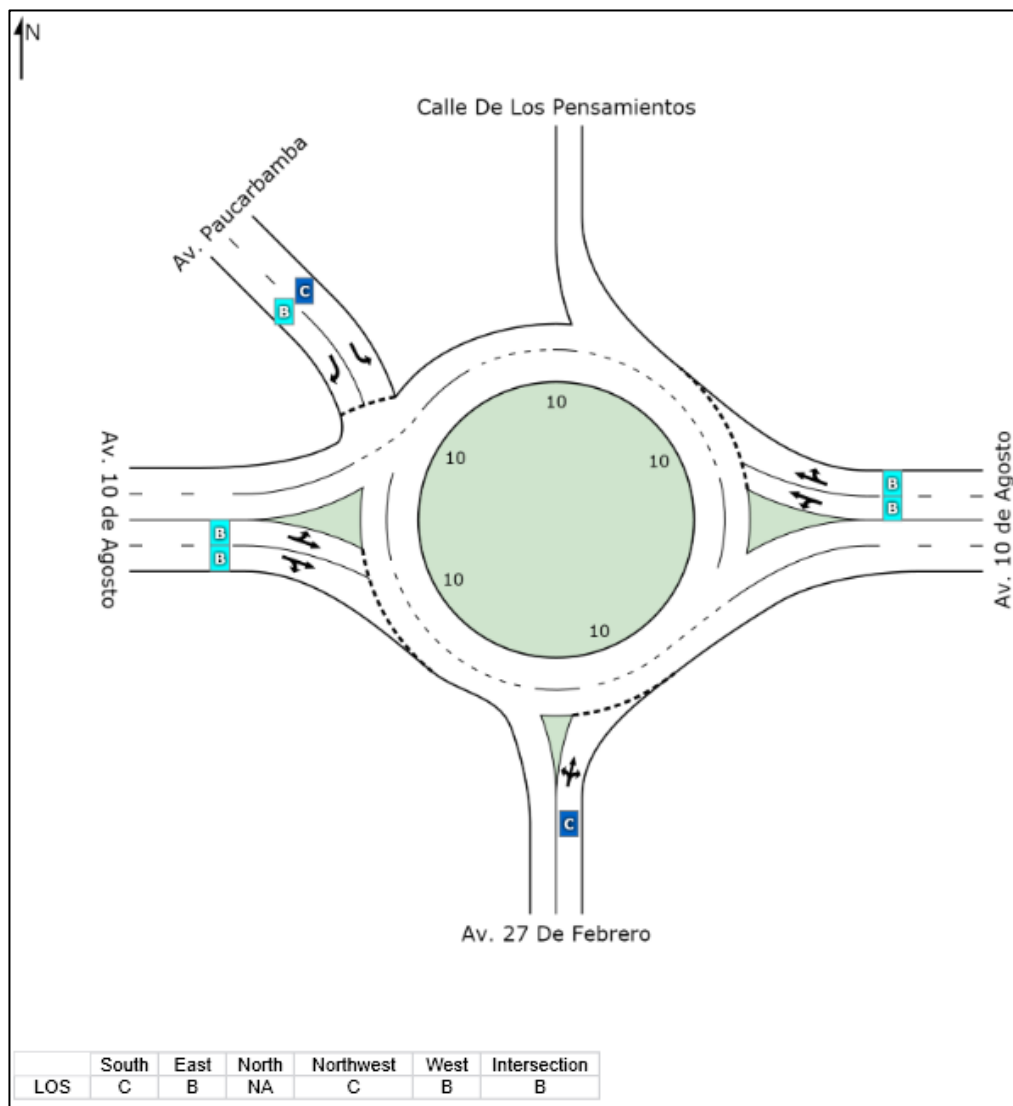 N
Calle De Los Pensamientos
Av. Paucarbamba
C
B
10
10
10
10
10
Av. 10 de Agosto
B
B
Av. 10 de Agosto
B
B
C
Av. 27 De Febrero
South East North Northwest West Intersection
LOS C B NA C B B